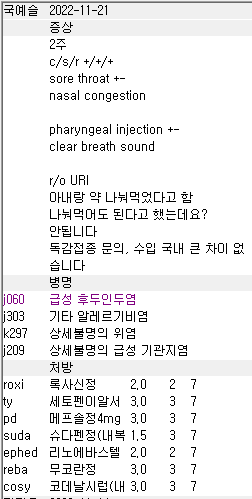 국예슬 2022-11-21
증상
2주
c/s/r +/+/+
sore throat +-
nasal congestion
pharyngeal injection +-
clear breath sound
r/o URI
아내랑 약 나눠먹었다고 함
나눠먹어도 된다고 했는데요?
안됩니다
독감접종 문의, 수입 국내 큰 차이 없
습니다
병명
j060 급성 후두인두염
j303 기타 알레르기비염
k297 상세불명의 위염
j209 상세불명의 급성 기관지염
처방
roxi 록사신정 2.0 2 7
ty 세토펜이알서 3.0 3 7
pd 메프솔정4mg 3.0 3 7
suda 슈다펜정(내복 1.5 3 7
ephed 리노에바스텔 2.0 2 7
reba 무코란정 3.0 3 7
cosy 코데날시럽(내 3.0 3 7